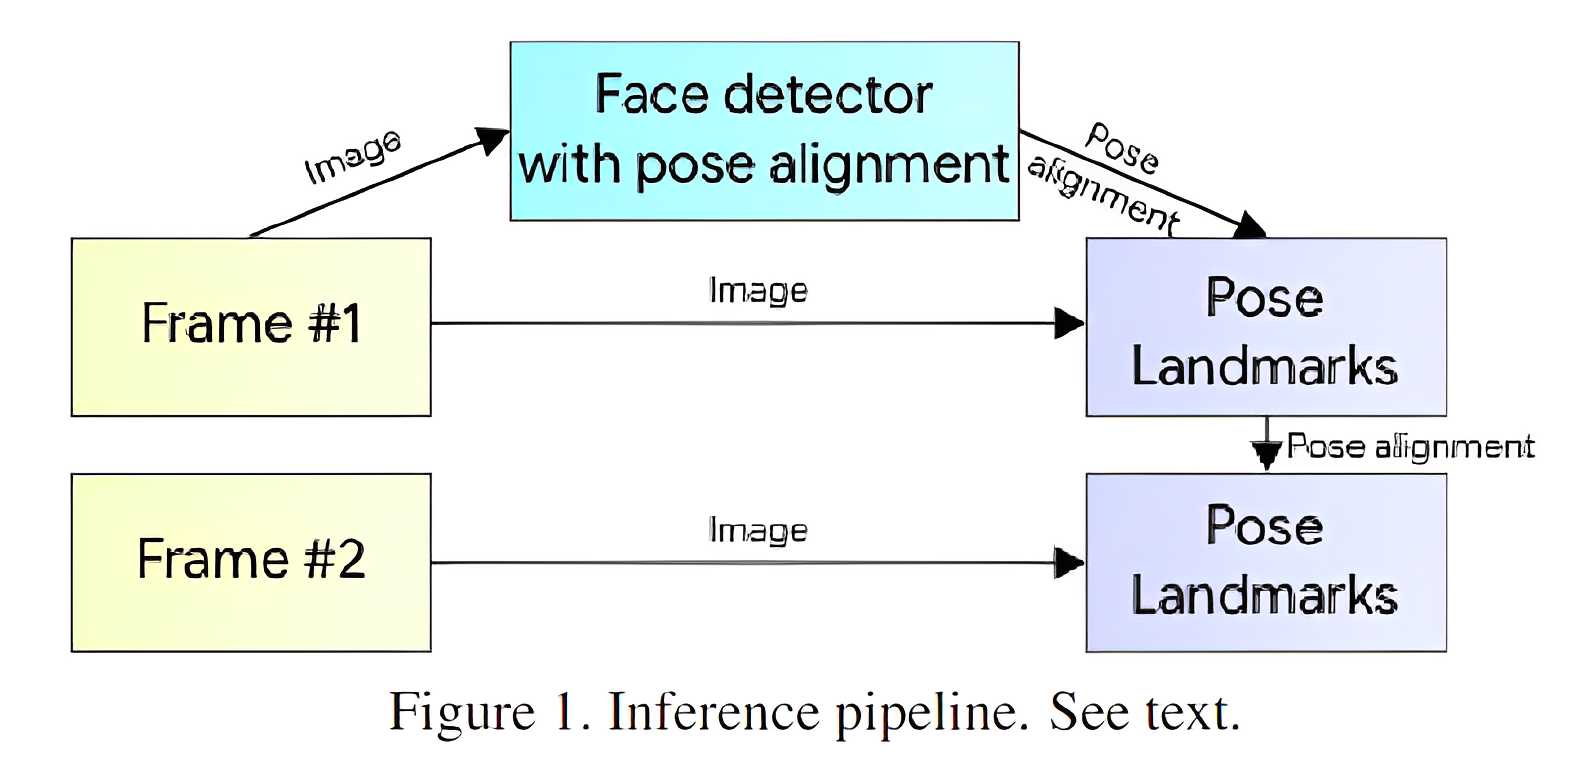 Face detector
with pose alignment
Image
Pose
alignment
Frame #1
Image
Pose
Landmarks
Pose alignment
Frame #2
Image
Pose
Landmarks
Figure 1. Inference pipeline. See text.